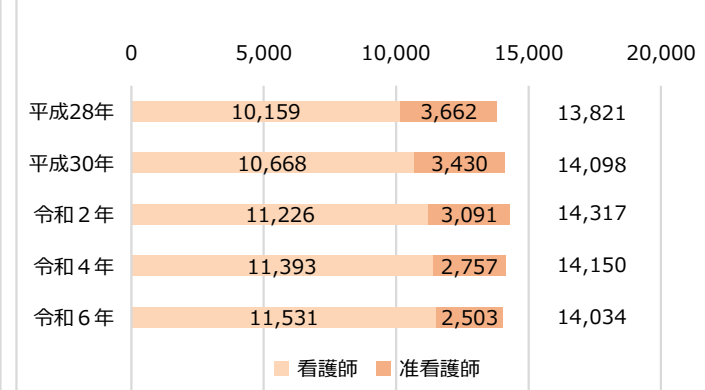 0 5,000 10,000 15,000 20,000
平成28年 10,159 3,662 13,821
平成30年 10,668 3,430 14,098
令和２年 11,226 3,091 14,317
令和４年 11,393 2,757 14,150
令和６年 11,531 2,503 14,034
看護師 准看護師